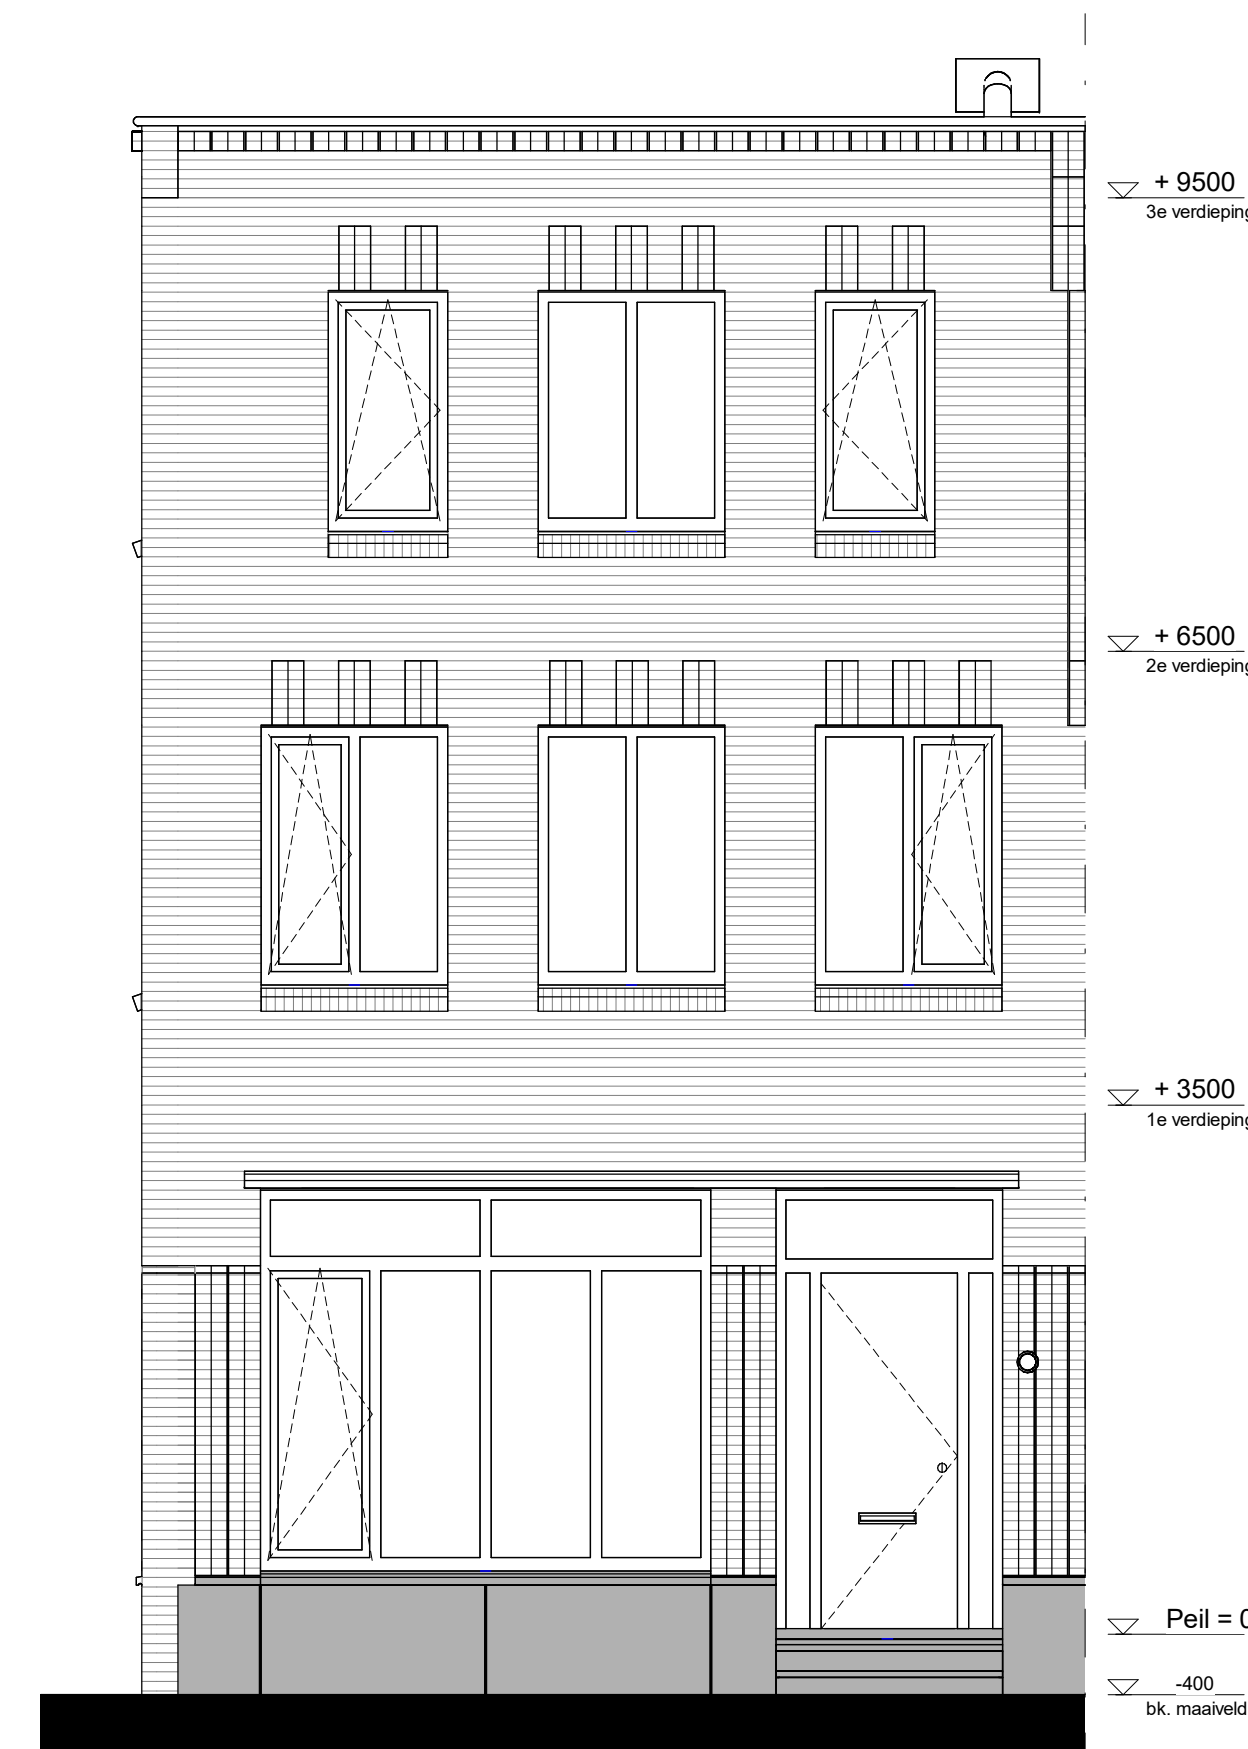 + 9500
3e verdieping
+ 6500
2e verdieping
+ 3500
1e verdieping
Peil = 0
-400
bk. maaiveld